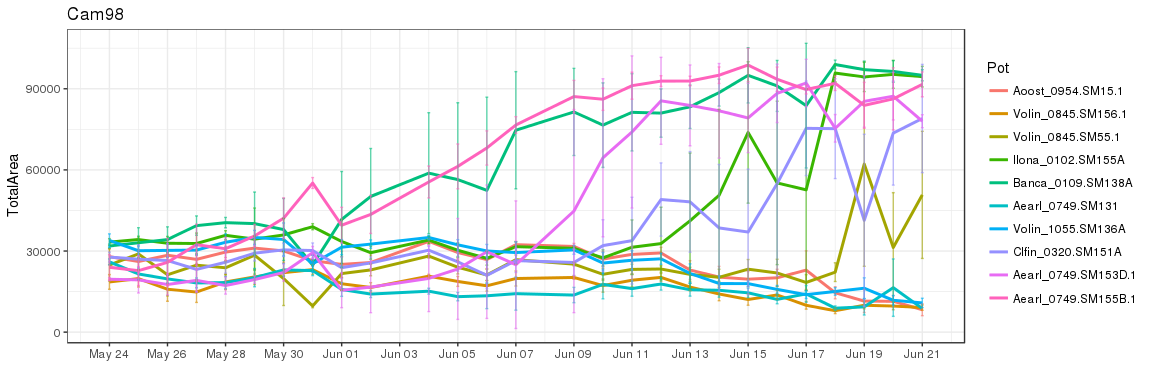 Cam98
TotalArea
90000
60000
30000
0
May 24 May 26 May 28 May 30 Jun 01 Jun 03 Jun 05 Jun 07 Jun 09 Jun 11 Jun 13 Jun 15 Jun 17 Jun 19 Jun 21
Pot
Aoost_0954.SM15.1
Volin_0845.SM156.1
Volin_0845.SM55.1
Ilona_0102.SM155A
Banca_0109.SM138A
Aearl_0749.SM131
Volin_1055.SM136A
Clfin_0320.SM151A
Aearl_0749.SM153D.1
Aearl_0749.SM155B.1